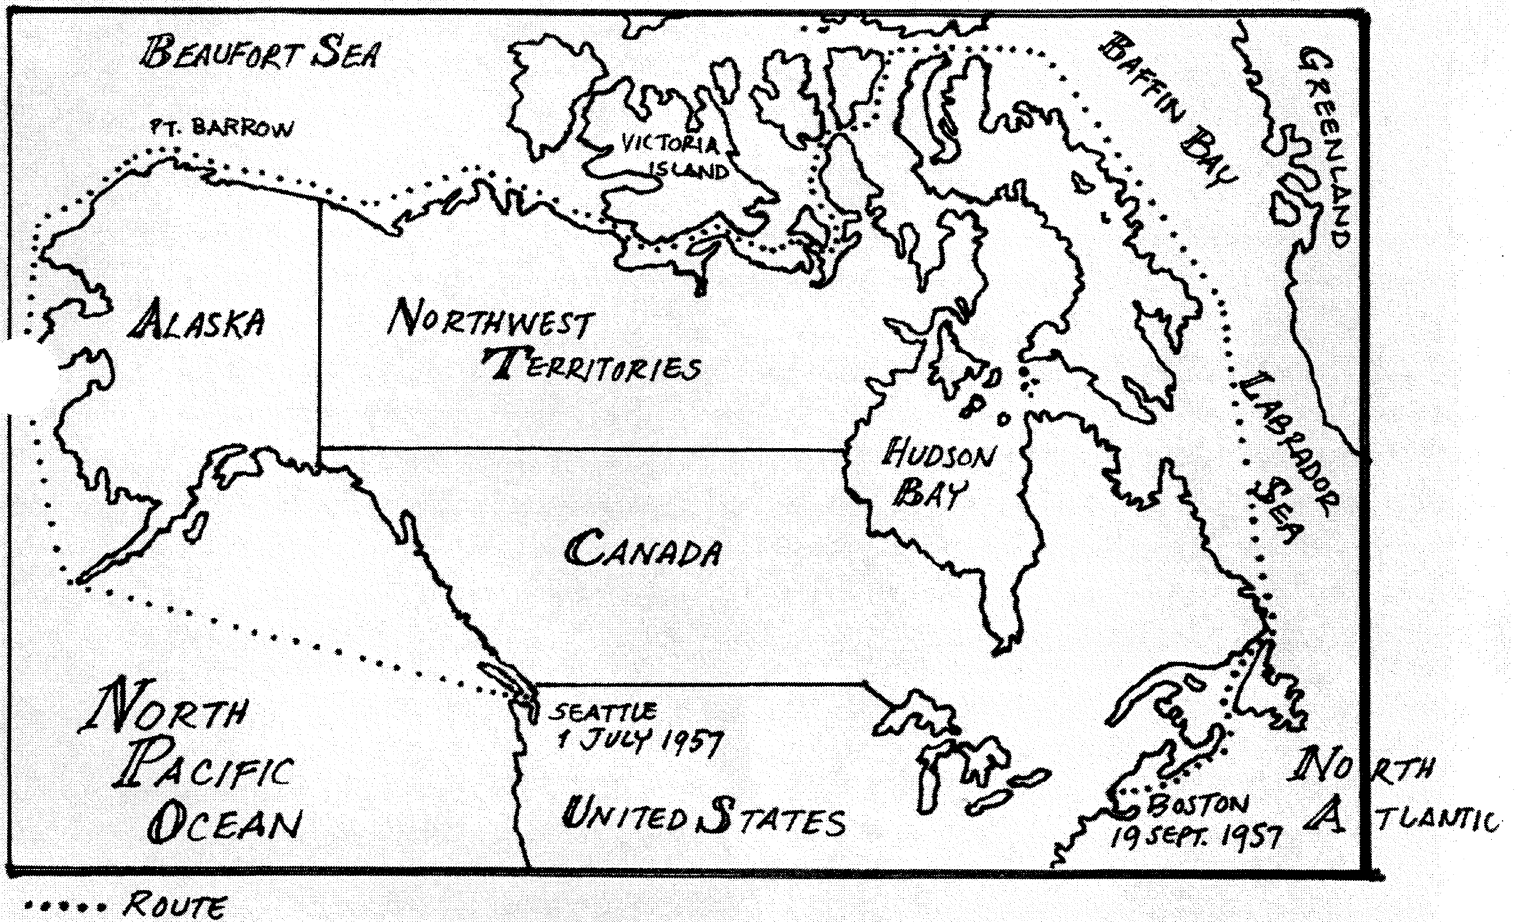 BEAUFORT SEA
PT. BARROW
VICTORIA
ISLAND
BAFFIN BAY
GREENLAND
ALASKA
NORTHWEST
TERRITORIES
LABRADOR
SEA
HUDSON
BAY
CANADA
NORTH
PACIFIC
OCEAN
SEATTLE
1 JULY 1957
UNITED STATES
BOSTON
19 SEPT. 1957
NORTH
ATLANTIC
ROUTE